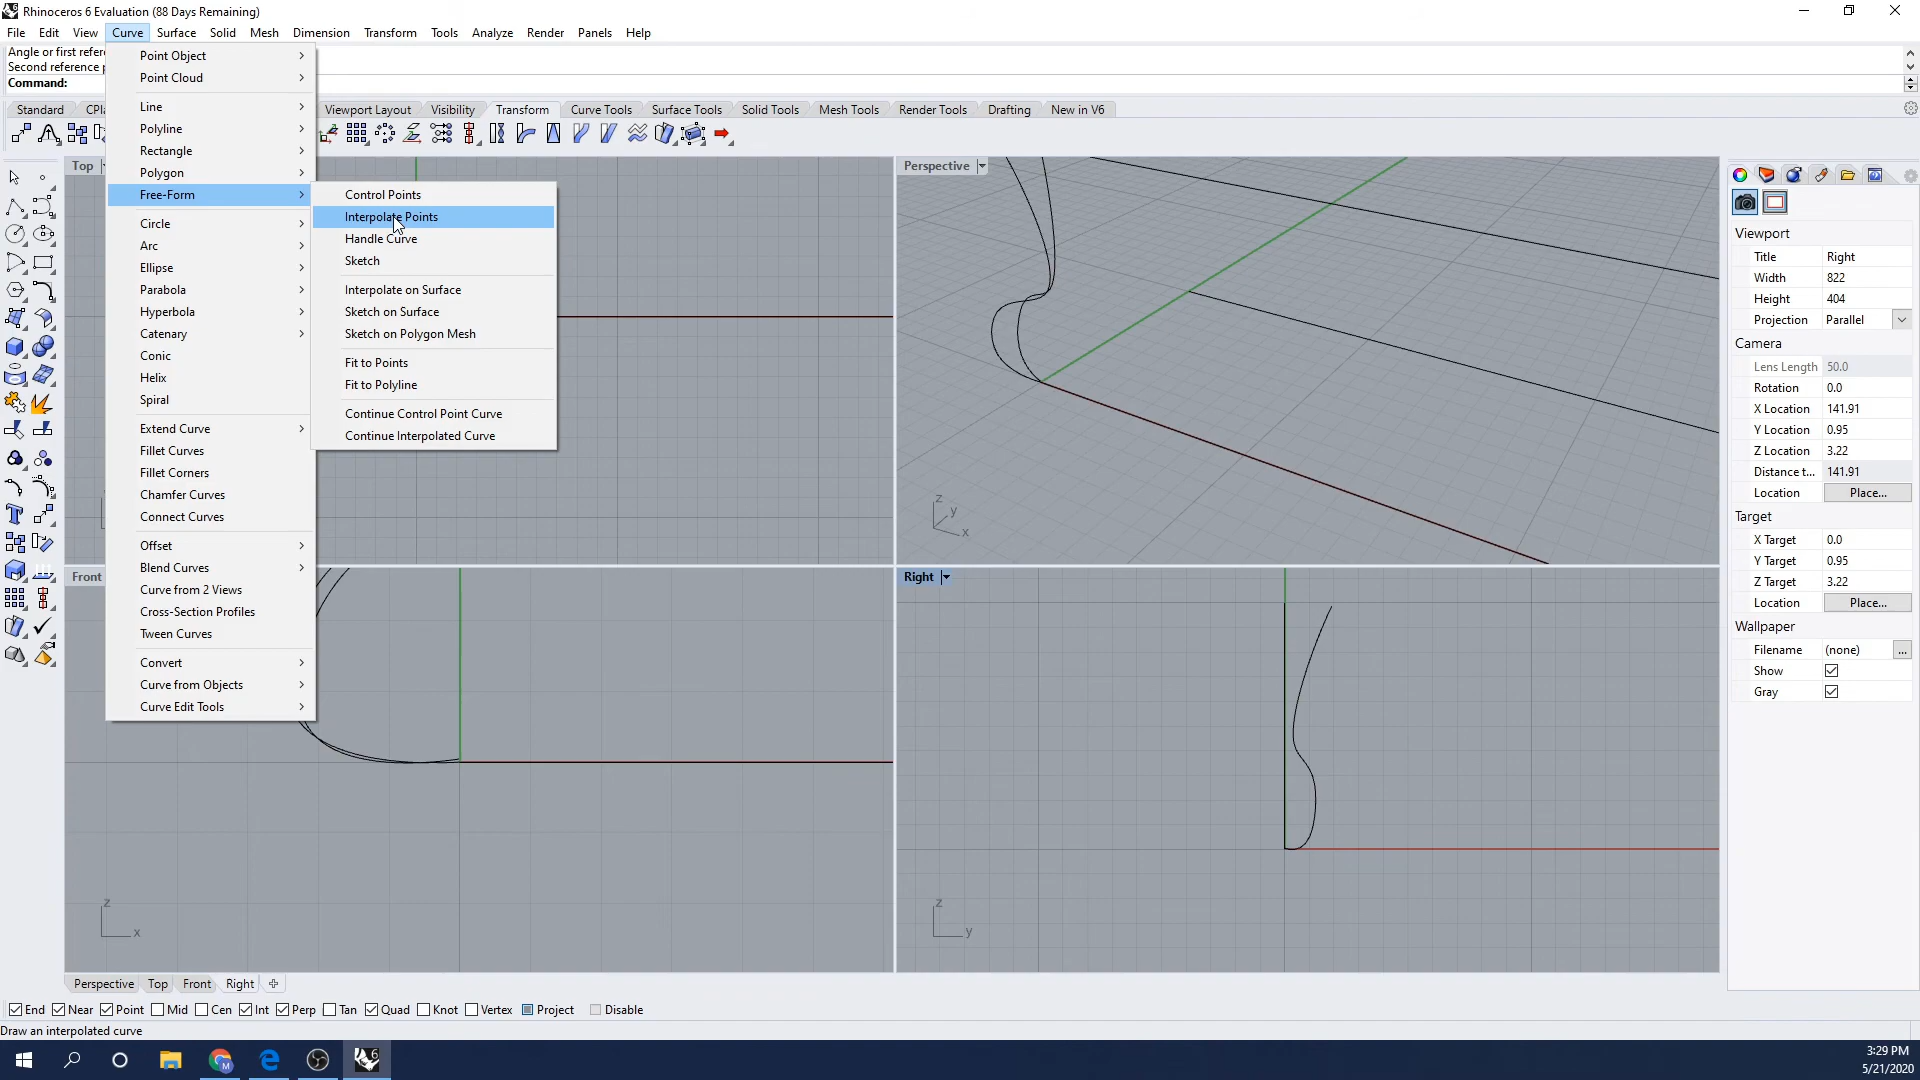 Rhinoceros 6 Evaluation (88 Days Remaining)
File Edit View Curve Surface Solid Mesh Dimension Transform Tools Analyze Render Panels Help
Angle or first refere
Second reference p
Command:
Standard CPl Viewport Layout Visibility Transform Curve Tools Surface Tools Solid Tools Mesh Tools Render Tools Drafting New in V6
Point Object
Point Cloud
Line
Polyline
Rectangle
Polygon
Free-Form
Circle
Arc
Ellipse
Parabola
Hyperbola
Catenary
Conic
Helix
Spiral
Extend Curve
Fillet Curves
Fillet Corners
Chamfer Curves
Connect Curves
Offset
Blend Curves
Curve from 2 Views
Cross-Section Profiles
Tween Curves
Convert
Curve from Objects
Curve Edit Tools
Control Points
Interpolate Points
Handle Curve
Sketch
Interpolate on Surface
Sketch on Surface
Sketch on Polygon Mesh
Fit to Points
Fit to Polyline
Continue Control Point Curve
Continue Interpolated Curve
Top
Perspective
z
y
x
Front
z
x
Right
z
y
Viewport
Title Right
Width 822
Height 404
Projection Parallel
Camera
Lens Length 50.0
Rotation 0.0
X Location 141.91
Y Location 0.95
Z Location 3.22
Distance t... 141.91
Location Place...
Target
X Target 0.0
Y Target 0.95
Z Target 3.22
Location Place...
Wallpaper
Filename (none) ...
Show
Gray
Perspective Top Front Right
End Near Point Mid Cen Int Perp Tan Quad Knot Vertex Project Disable
Draw an interpolated curve
3:29 PM
5/21/2020